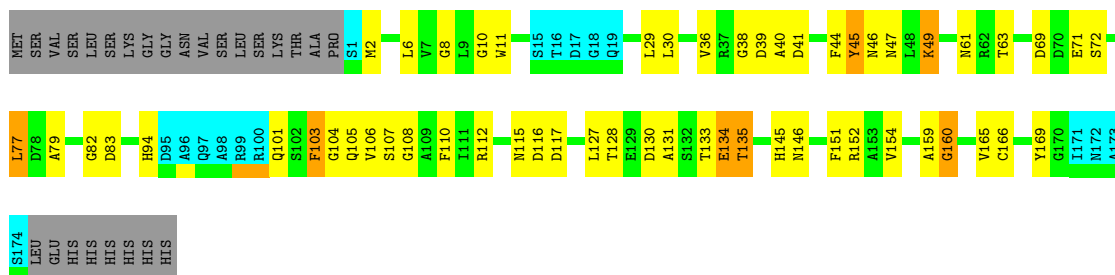 MET SER VAL SER LEU SER LYS GLY GLY ASN VAL SER LEU SER LYS THR ALA PRO S1 M2 L6 V7 G8 L9 G10 W11 S15 T16 D17 G18 Q19 L29 L30 V36 R37 G38 D39 A40 D41 F44 Y45 N46 N47 L48 K49 N61 R62 T63 D69 D70 E71 S72
L77 D78 A79 G82 D83 H94 D95 A96 Q97 A98 R99 R100 Q101 S102 F103 G104 Q105 V106 S107 G108 A109 F110 I111 R112 N115 D116 D117 L127 T128 E129 D130 A131 S132 T133 E134 T135 H145 N146 F151 R152 A153 V154 A159 G160 V165 C166 Y169 G170 I171 N172 A173
S174 LEU GLU HIS HIS HIS HIS HIS HIS